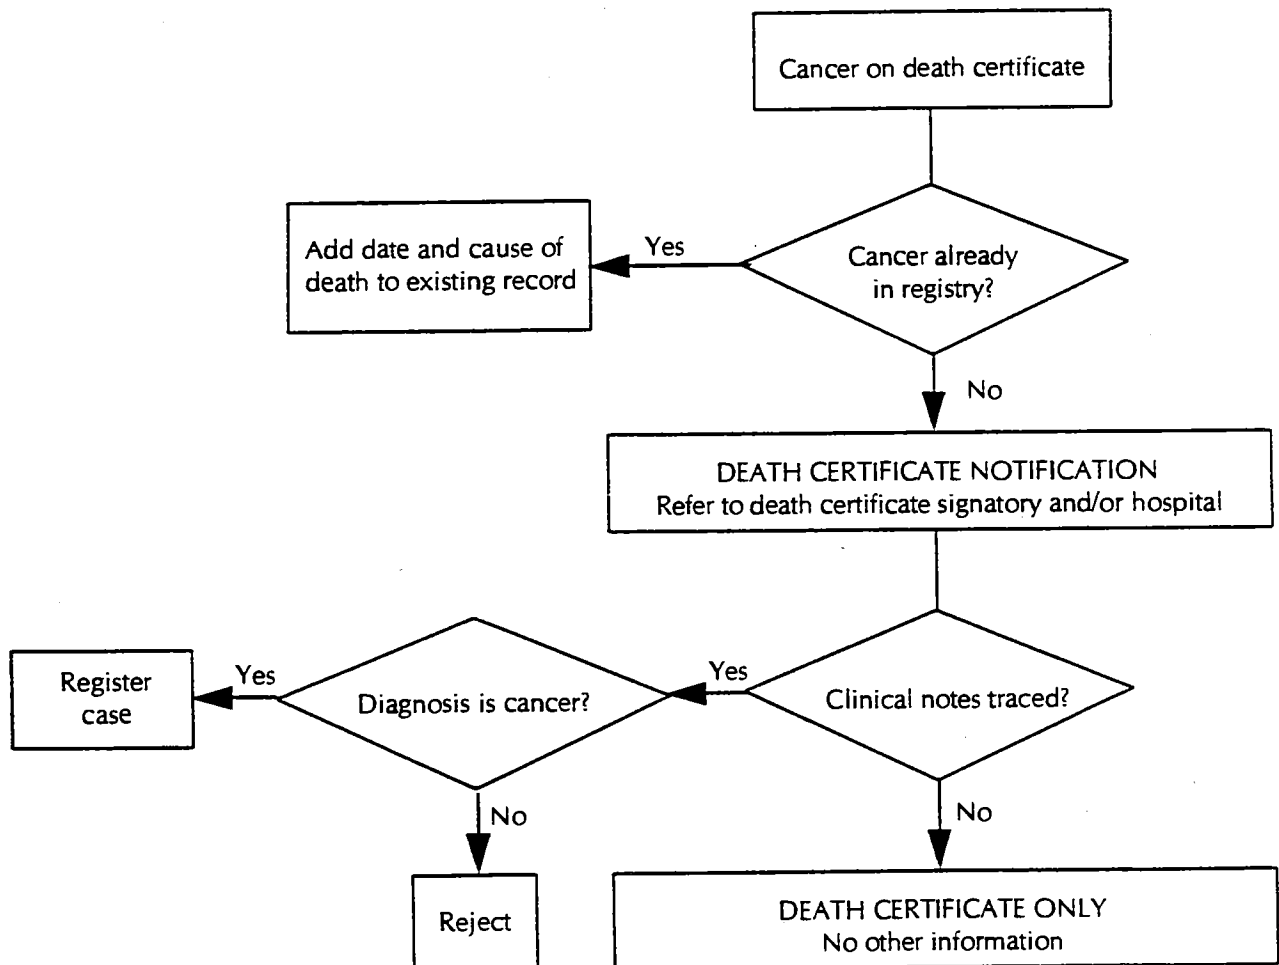 Cancer on death certificate
Add date and cause of
death to existing record
Yes
Cancer already
in registry?
No
DEATH CERTIFICATE NOTIFICATION
Refer to death certificate signatory and/or hospital
Register
case
Yes
Diagnosis is cancer?
Yes
Clinical notes traced?
No
No
Reject
DEATH CERTIFICATE ONLY
No other information